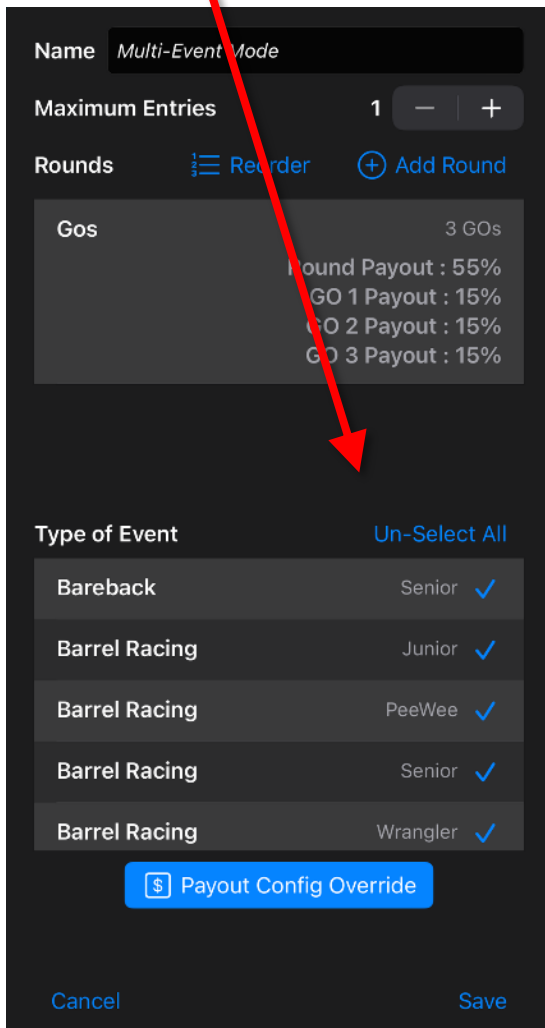 Name Multi-Event Mode
Maximum Entries 1 − +
Rounds Reorder Add Round
Gos 3 GOs
Round Payout : 55%
GO 1 Payout : 15%
GO 2 Payout : 15%
GO 3 Payout : 15%
Type of Event Un-Select All
Bareback Senior
Barrel Racing Junior
Barrel Racing PeeWee
Barrel Racing Senior
Barrel Racing Wrangler
$ Payout Config Override
Cancel Save